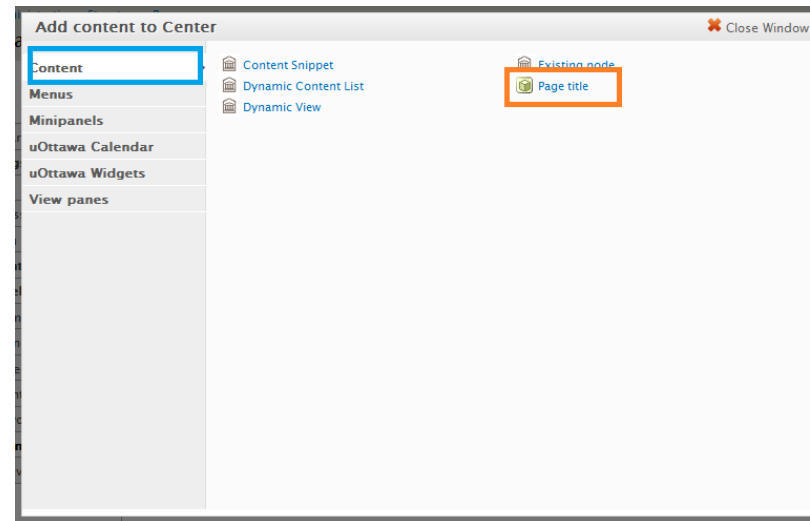 Add content to Center
Close Window
Content
Menus
Minipanels
uOttawa Calendar
uOttawa Widgets
View panes
Content Snippet
Dynamic Content List
Dynamic View
Existing node
Page title